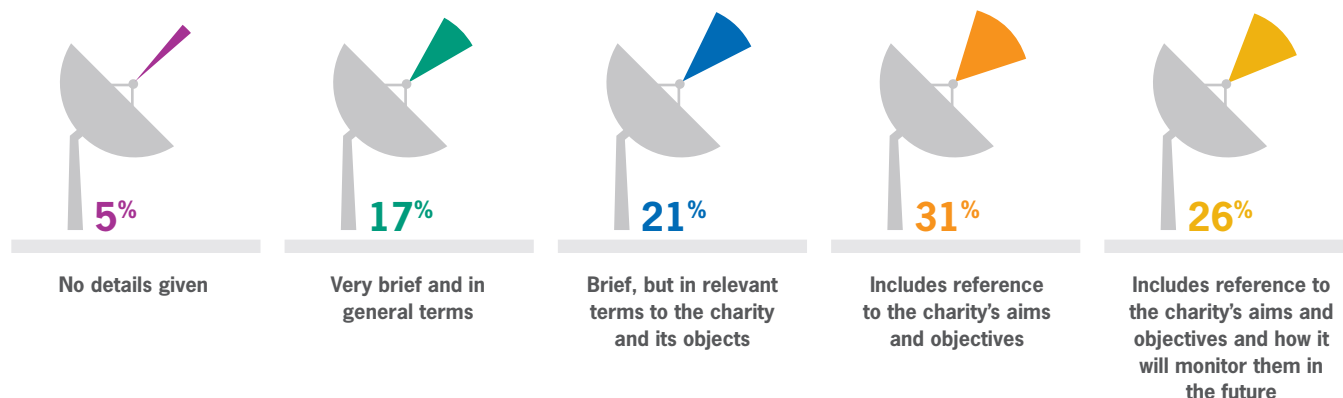 5%
No details given
17%
Very brief and in
general terms
21%
Brief, but in relevant
terms to the charity
and its objects
31%
Includes reference
to the charity's aims
and objectives
26%
Includes reference to
the charity's aims and
objectives and how it
will monitor them in
the future